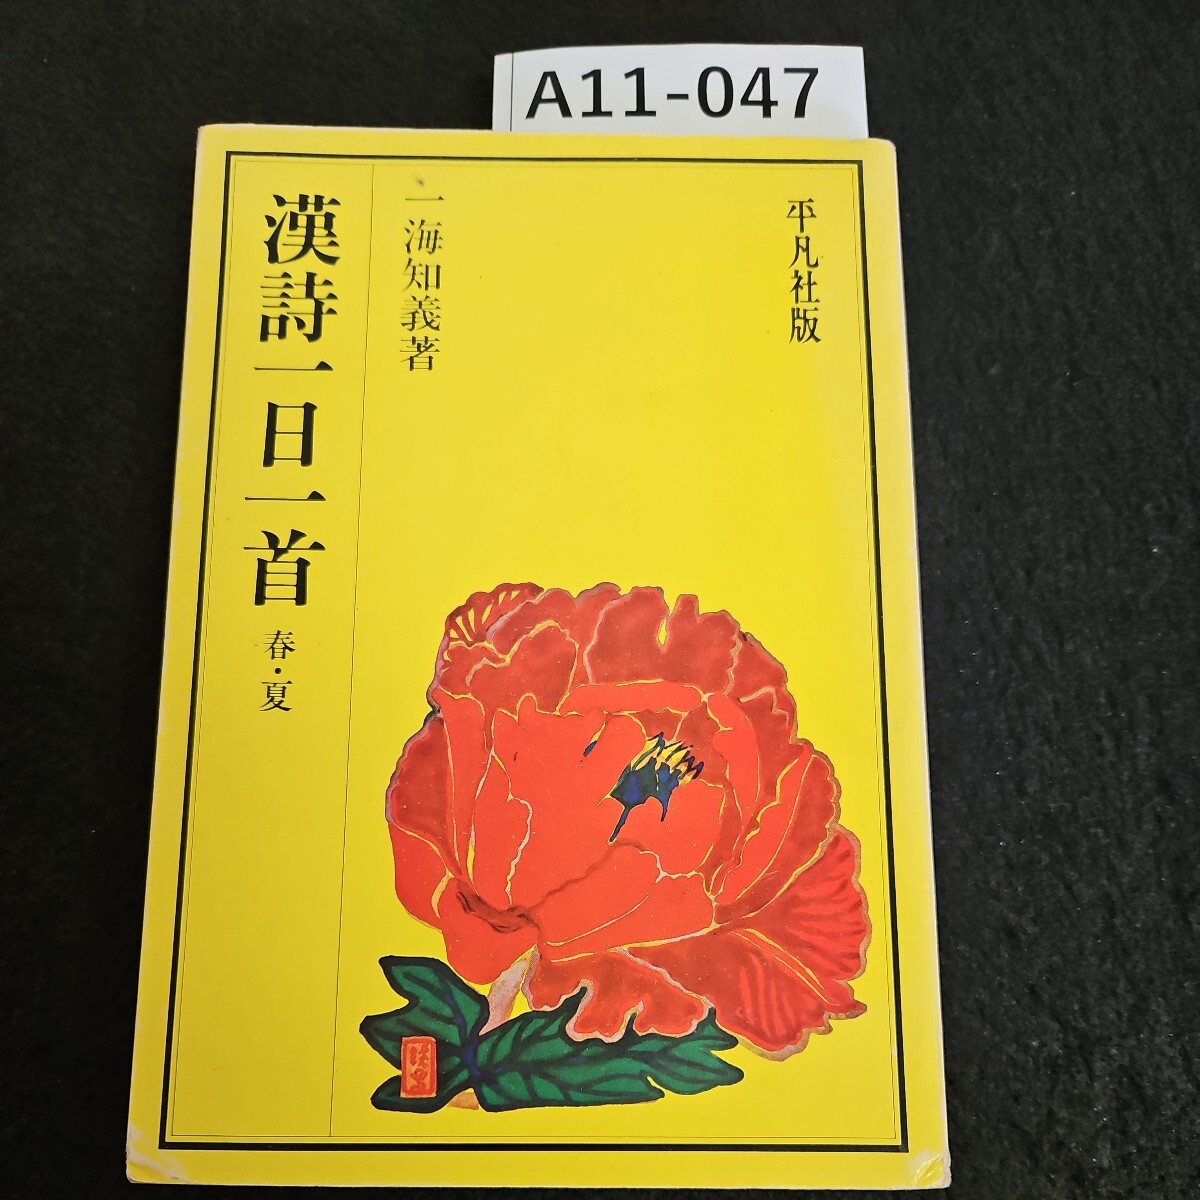 A11-047
平凡社版
一海知義著
漢詩一日一首
春・夏